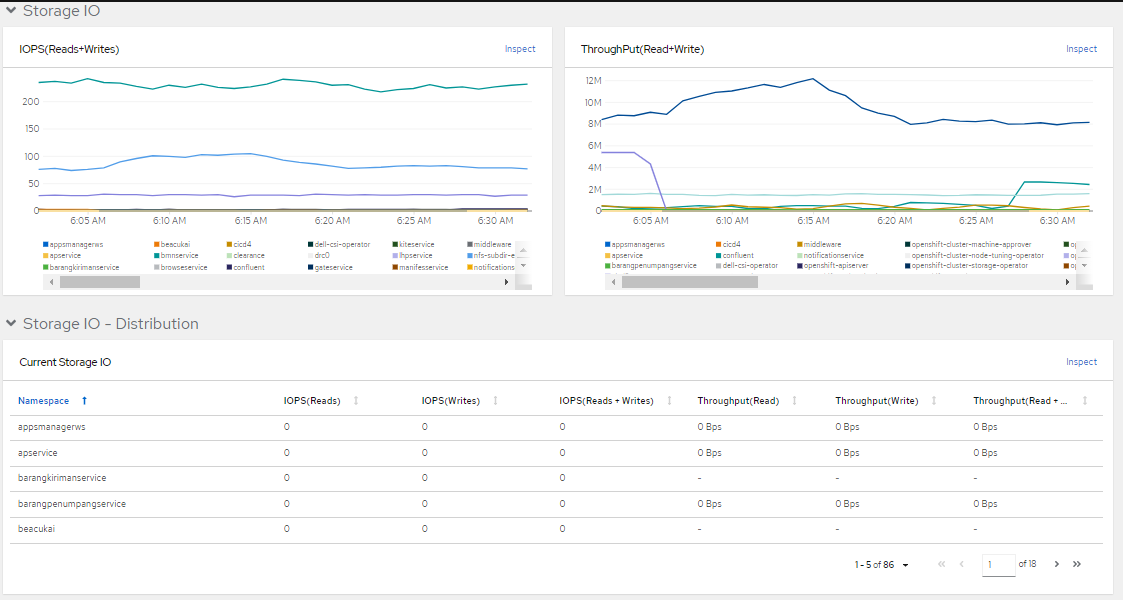 Storage IO
IOPS(Reads+Writes)
Inspect
200
150
100
50
0
6:05 AM 6:10 AM 6:15 AM 6:20 AM 6:25 AM 6:30 AM
appsmanagerws beacukai cicd4 dell-csi-operator kiteservice middleware
apservice bmnservice clearance drc0 lhpservice nfs-subdir-e
barangkirimanservice browseservice confluent gateservice manifesservice notifications
ThroughPut(Read+Write)
Inspect
12M
10M
8M
6M
4M
2M
0
6:05 AM 6:10 AM 6:15 AM 6:20 AM 6:25 AM 6:30 AM
appsmanagerws cicd4 middleware openshift-cluster-machine-approver
apservice confluent notificationservice openshift-cluster-node-tuning-operator
barangpenumpangservice dell-csi-operator openshift-apiserver openshift-cluster-storage-operator
Storage IO - Distribution
Current Storage IO
Inspect
Namespace IOPS(Reads) IOPS(Writes) IOPS(Reads + Writes) Throughput(Read) Throughput(Write) Throughput(Read + ...
appsmanagerws 0 0 0 0 Bps 0 Bps 0 Bps
apservice 0 0 0 0 Bps 0 Bps 0 Bps
barangkirimanservice 0 0 0 - - -
barangpenumpangservice 0 0 0 0 Bps 0 Bps 0 Bps
beacukai 0 0 0 - - -
1 - 5 of 86
1 of 18